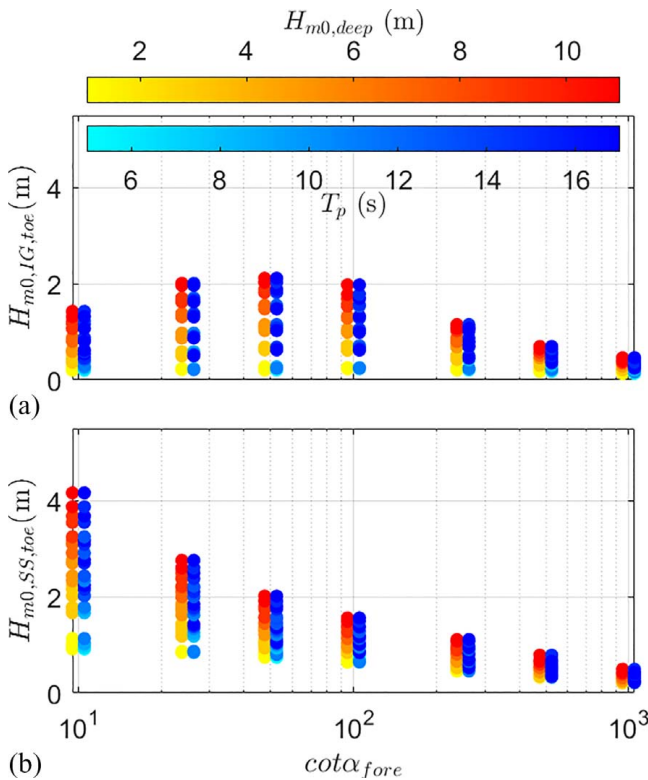 H_{m0,deep} (m)
2 4 6 8 10
6 8 10 12 14 16
T_p (s)
H_{m0,IG,toe}(m)
4
2
0
(a)
H_{m0,SS,toe}(m)
4
2
0
10^1 10^2 10^3
cotα_{fore}
(b)